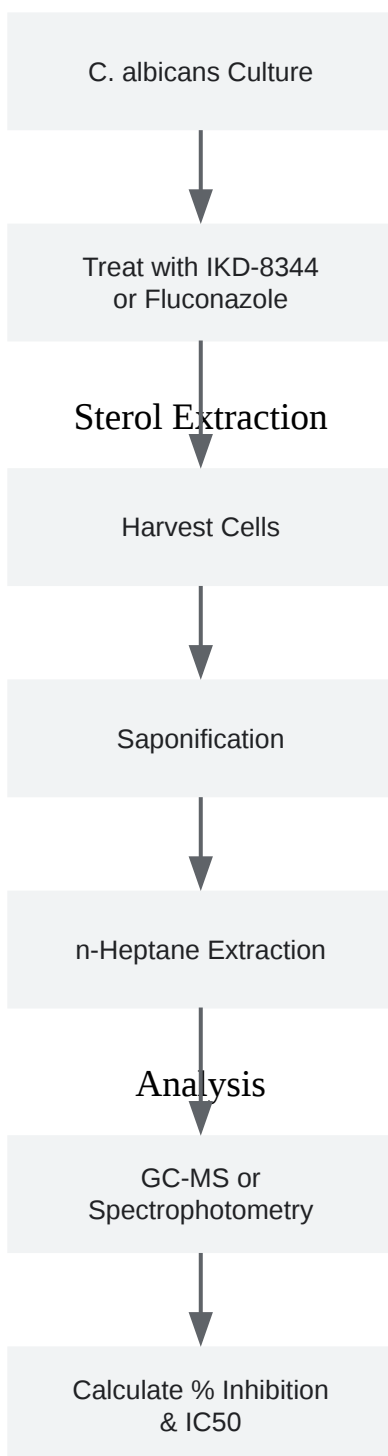 C. albicans Culture
Treat with IKD-8344
or Fluconazole
Sterol Extraction
Harvest Cells
Saponification
n-Heptane Extraction
Analysis
GC-MS or
Spectrophotometry
Calculate % Inhibition
& IC50